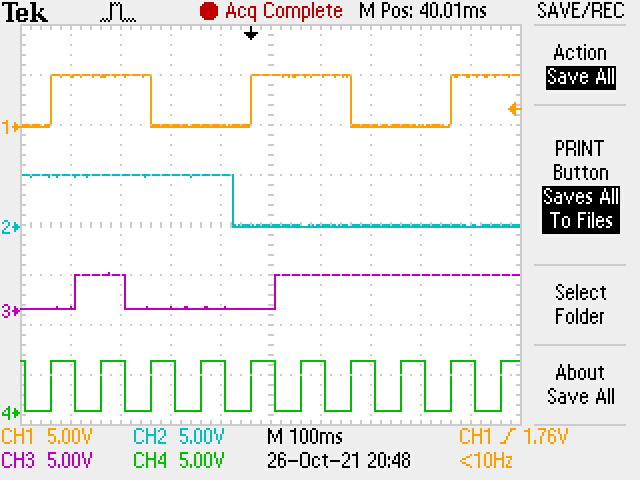 Tek Acq Complete M Pos: 40.01ms SAVE/REC
Action
Save All
PRINT
Button
Saves All
To Files
Select
Folder
About
Save All
1
2
3
4
CH1 5.00V CH2 5.00V M 100ms CH1 1.76V
CH3 5.00V CH4 5.00V 26-Oct-21 20:48 <10Hz